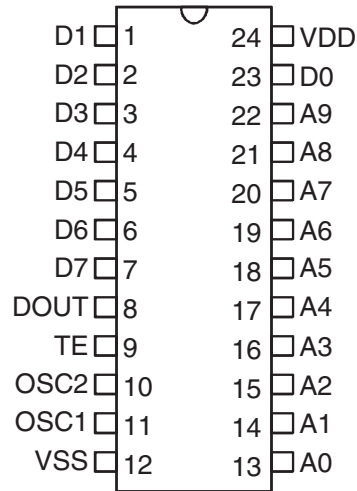 D1 1 24 VDD
D2 2 23 D0
D3 3 22 A9
D4 4 21 A8
D5 5 20 A7
D6 6 19 A6
D7 7 18 A5
DOUT 8 17 A4
TE 9 16 A3
OSC2 10 15 A2
OSC1 11 14 A1
VSS 12 13 A0